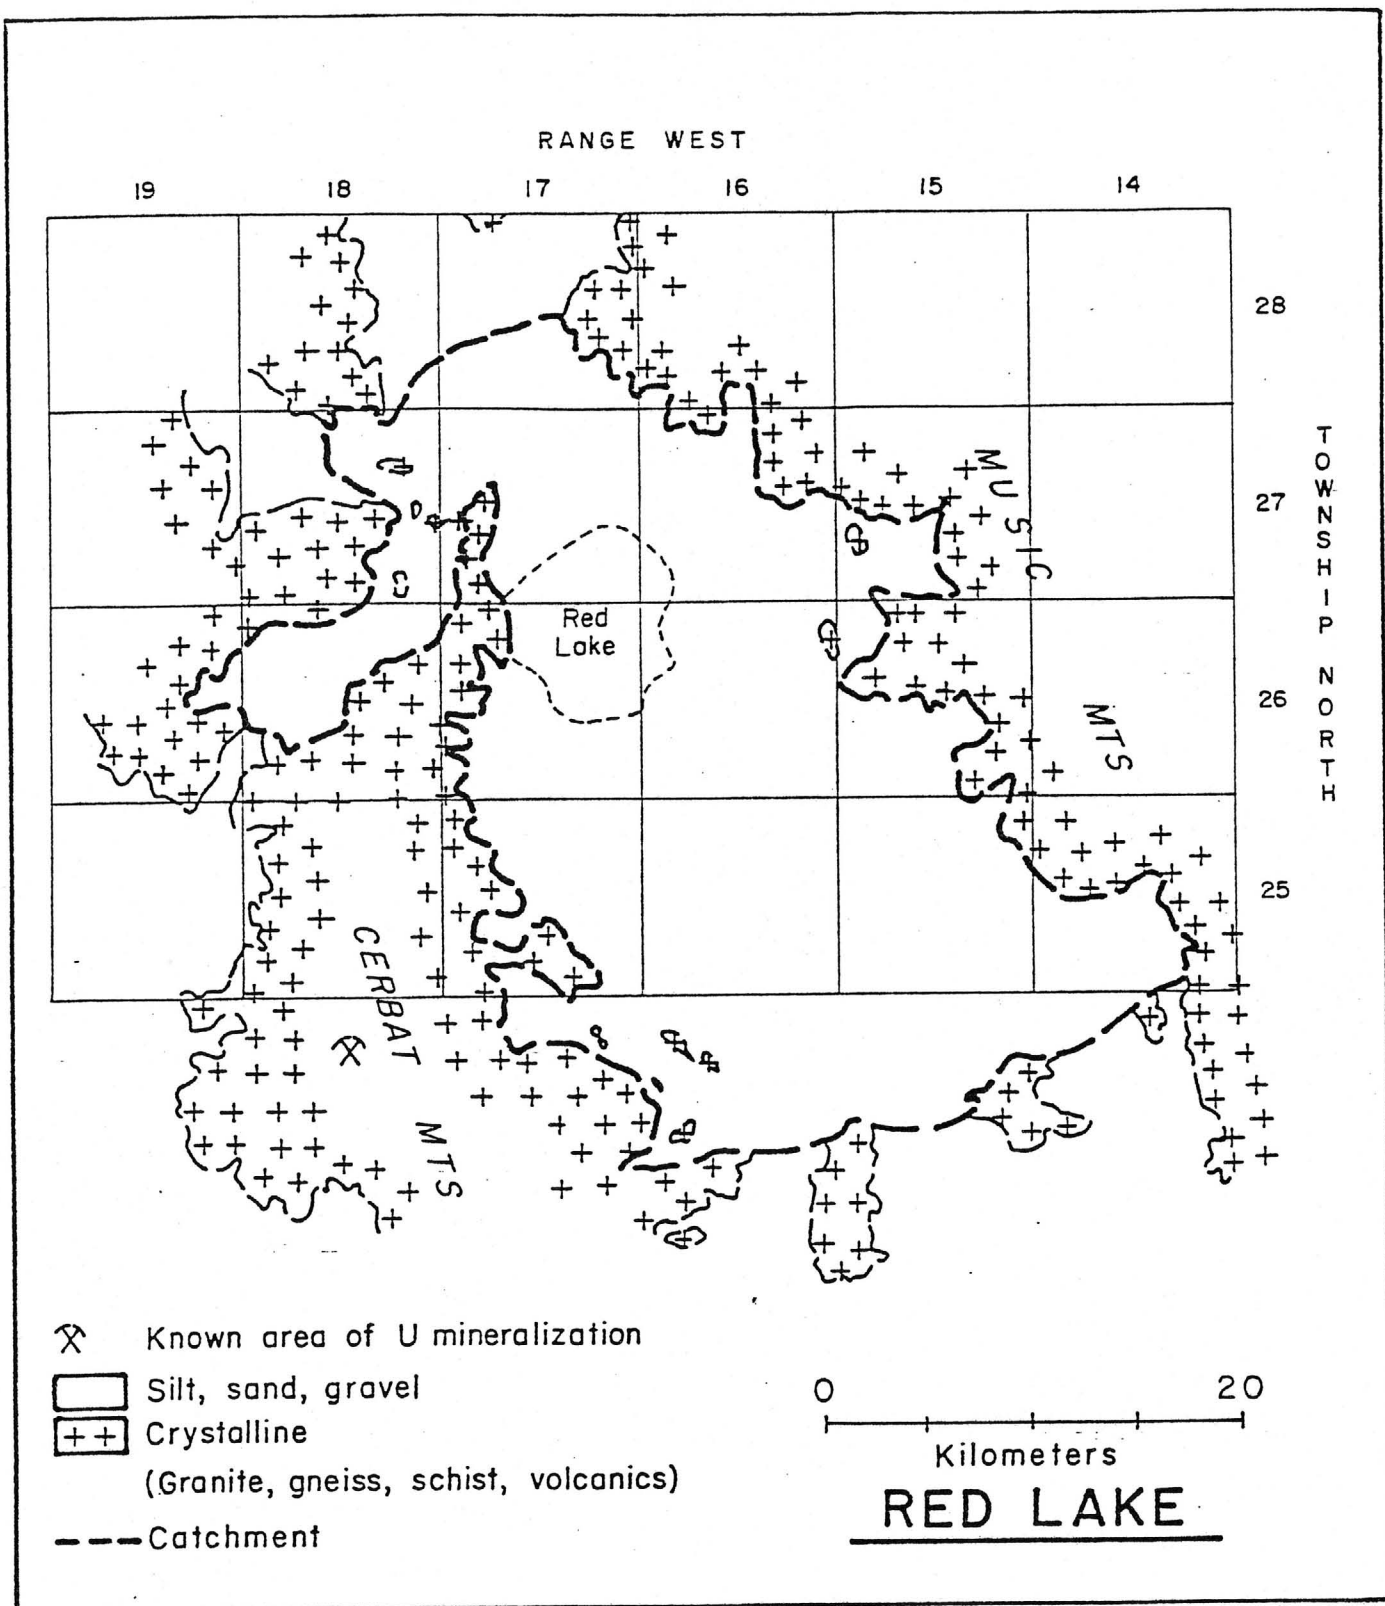 RANGE WEST
19 18 17 16 15 14
28
27
26
25
TOWNSHIP NORTH
MUSIC
MTS
Red
Lake
CERBAT
MTS
Known area of U mineralization
Silt, sand, gravel
Crystalline
(Granite, gneiss, schist, volcanics)
Catchment
0 20
Kilometers
RED LAKE